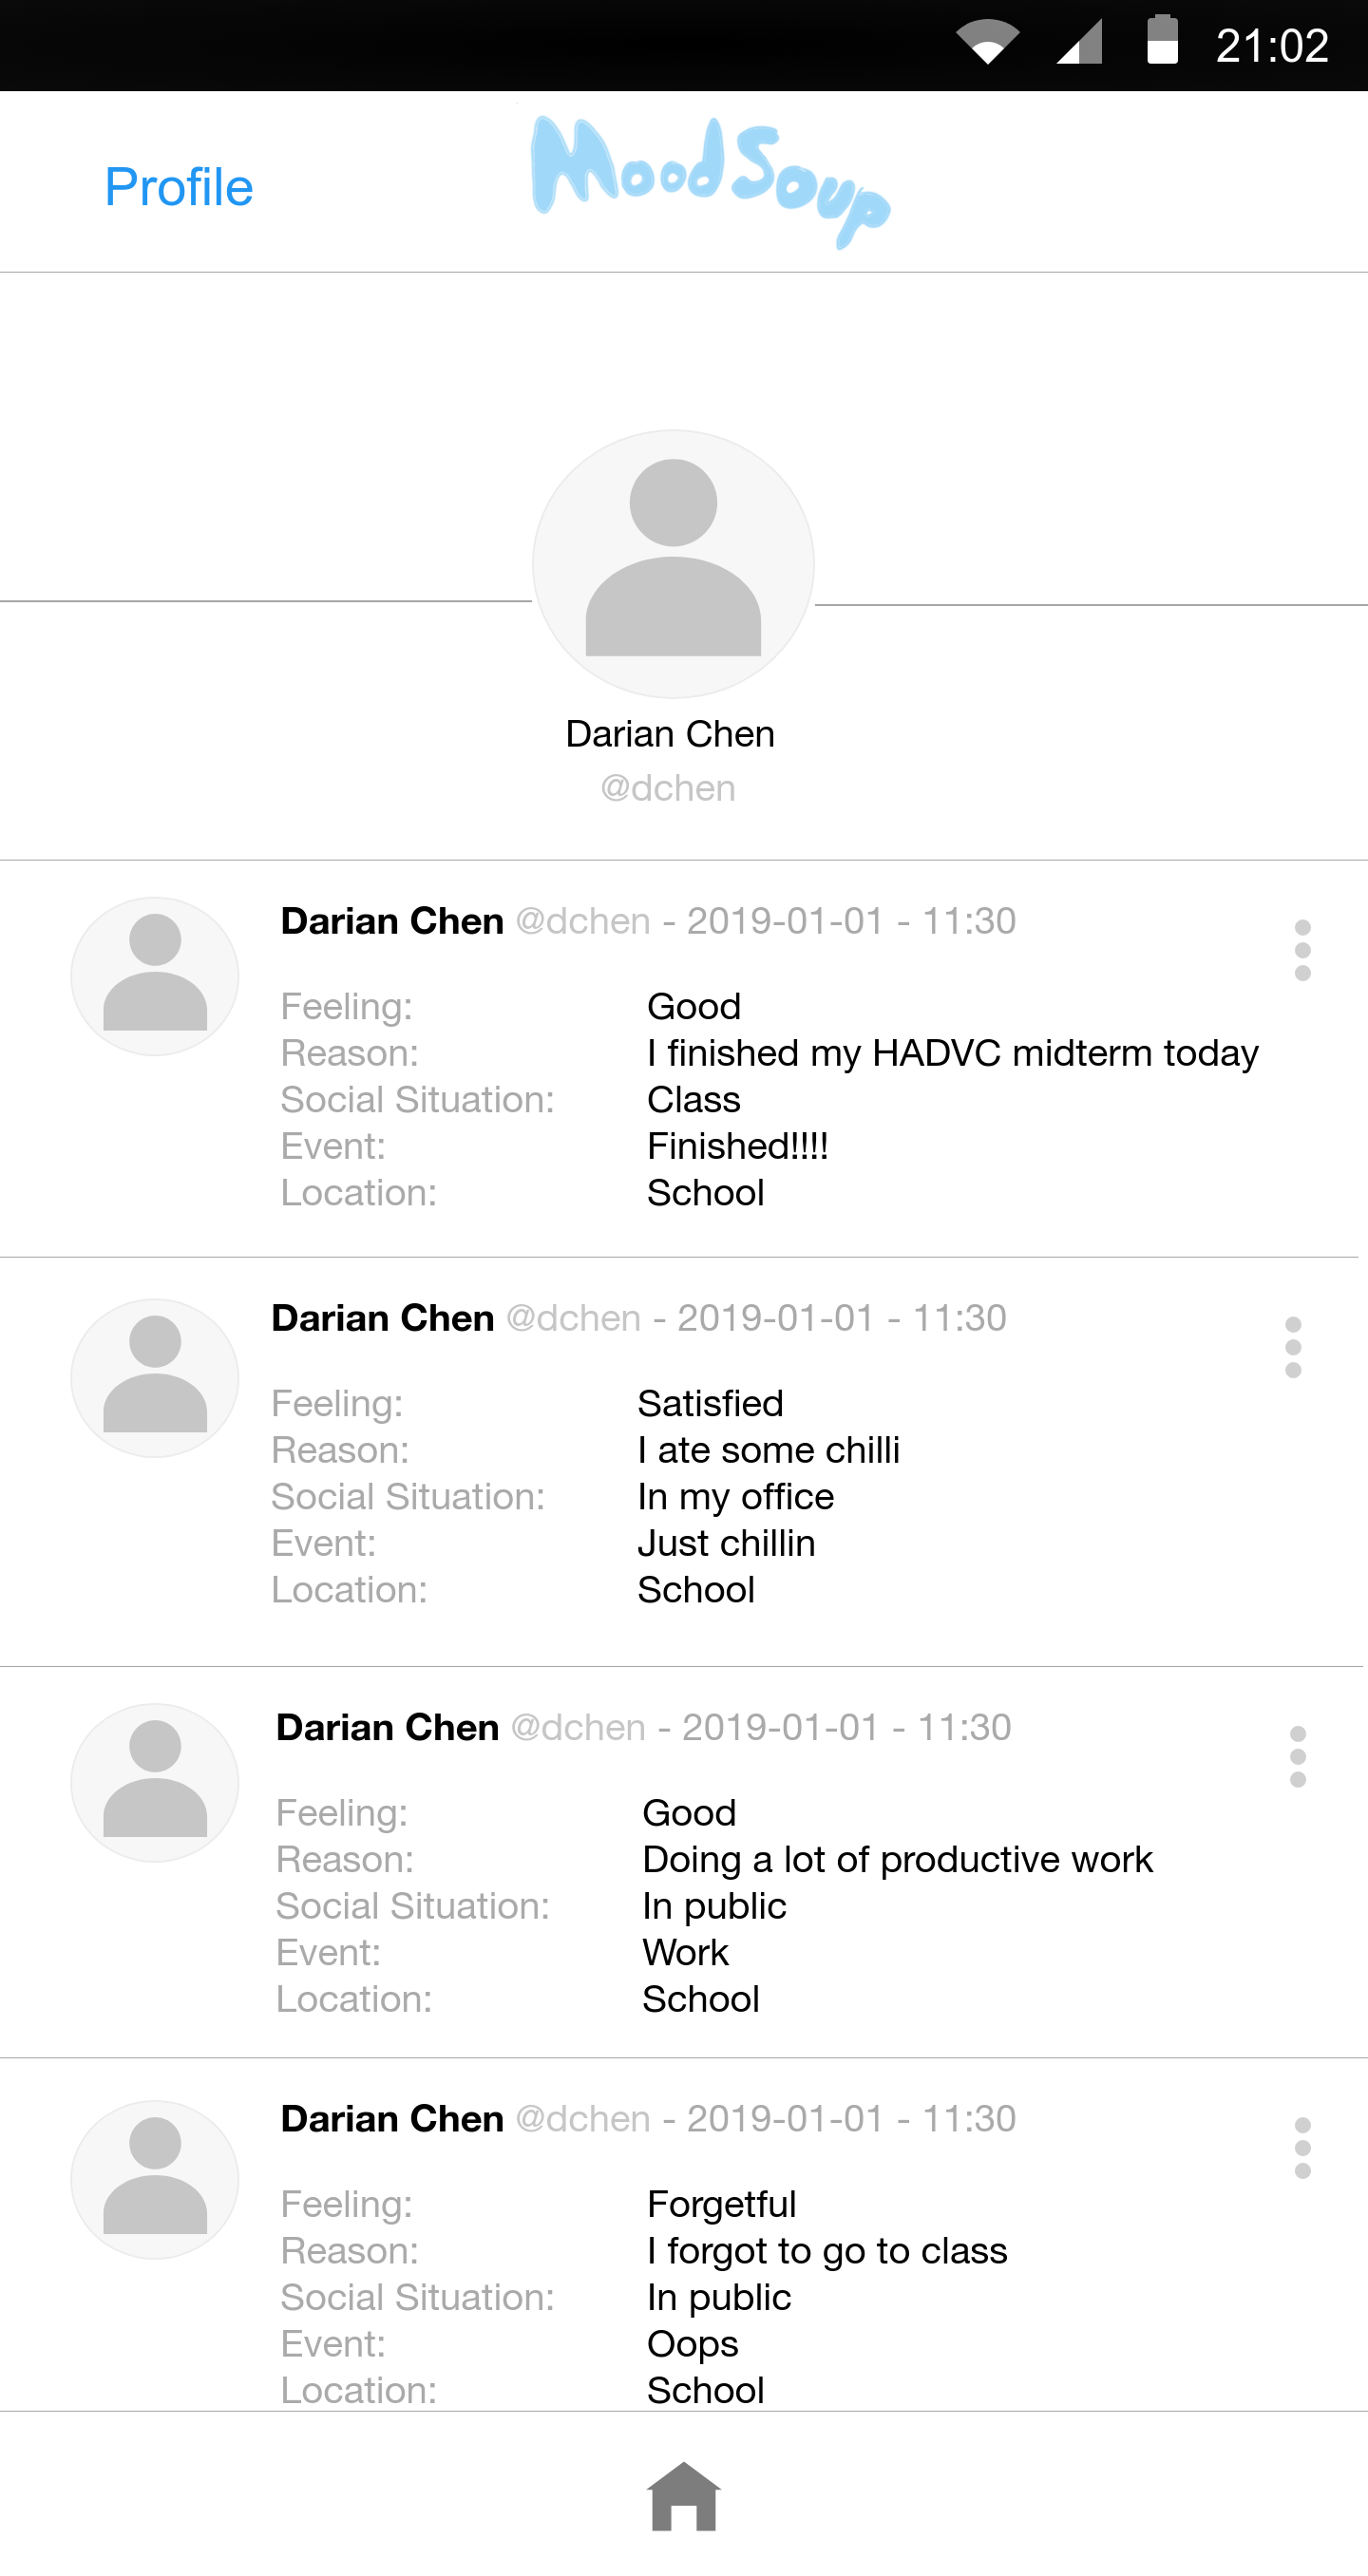 21:02
Profile
MoodSoup
Darian Chen
@dchen
Darian Chen @dchen - 2019-01-01 - 11:30
Feeling: Good
Reason: I finished my HADVC midterm today
Social Situation: Class
Event: Finished!!!!
Location: School
Darian Chen @dchen - 2019-01-01 - 11:30
Feeling: Satisfied
Reason: I ate some chilli
Social Situation: In my office
Event: Just chillin
Location: School
Darian Chen @dchen - 2019-01-01 - 11:30
Feeling: Good
Reason: Doing a lot of productive work
Social Situation: In public
Event: Work
Location: School
Darian Chen @dchen - 2019-01-01 - 11:30
Feeling: Forgetful
Reason: I forgot to go to class
Social Situation: In public
Event: Oops
Location: School